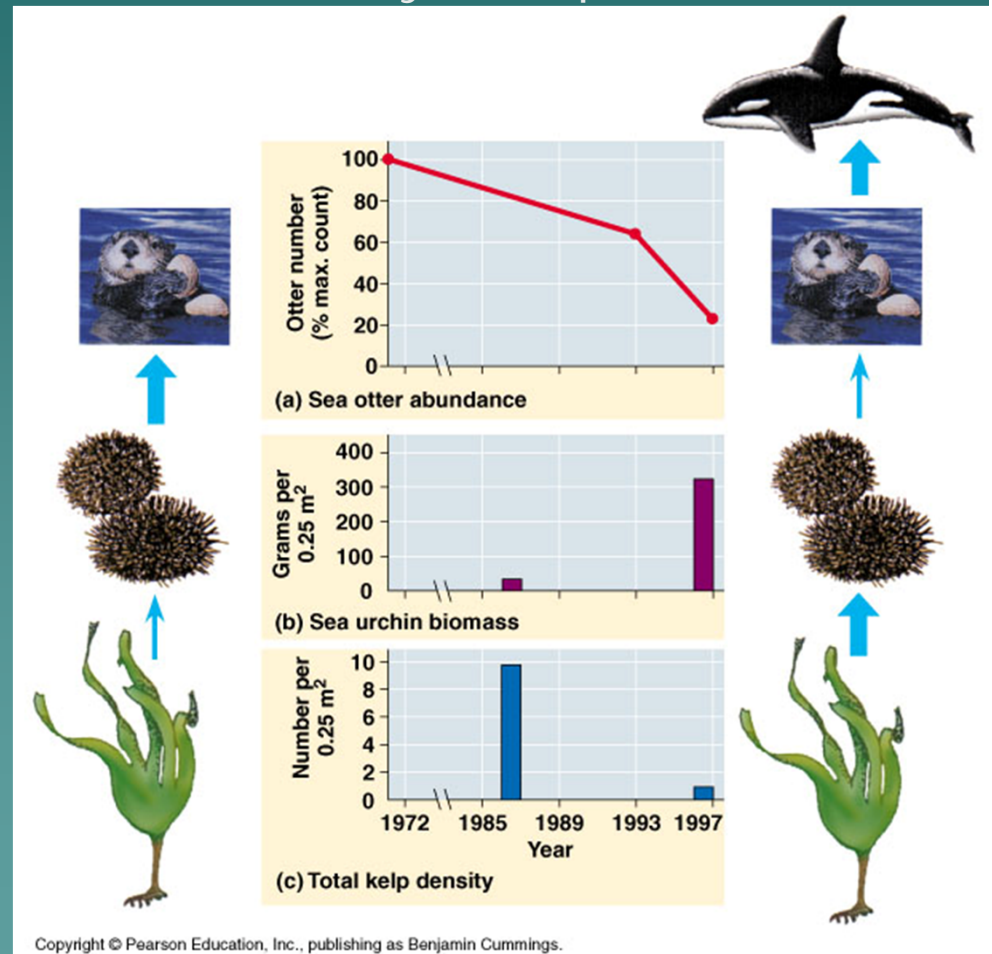 100
80
60
40
20
0
Otter number
(% max. count)
(a) Sea otter abundance
400
300
200
100
0
Grams per
0.25 m²
(b) Sea urchin biomass
10
8
6
4
2
0
Number per
0.25 m²
1972 1985 1989 1993 1997
Year
(c) Total kelp density
Copyright © Pearson Education, Inc., publishing as Benjamin Cummings.